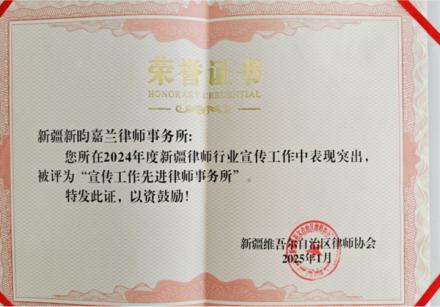 荣誉证书
HONORARY CREDENTIAL
新疆新昀嘉兰律师事务所：
您所在2024年度新疆律师行业宣传工作中表现突出，
被评为“宣传工作先进律师事务所”。
特发此证，以资鼓励！
新疆维吾尔自治区律师协会
2025年1月